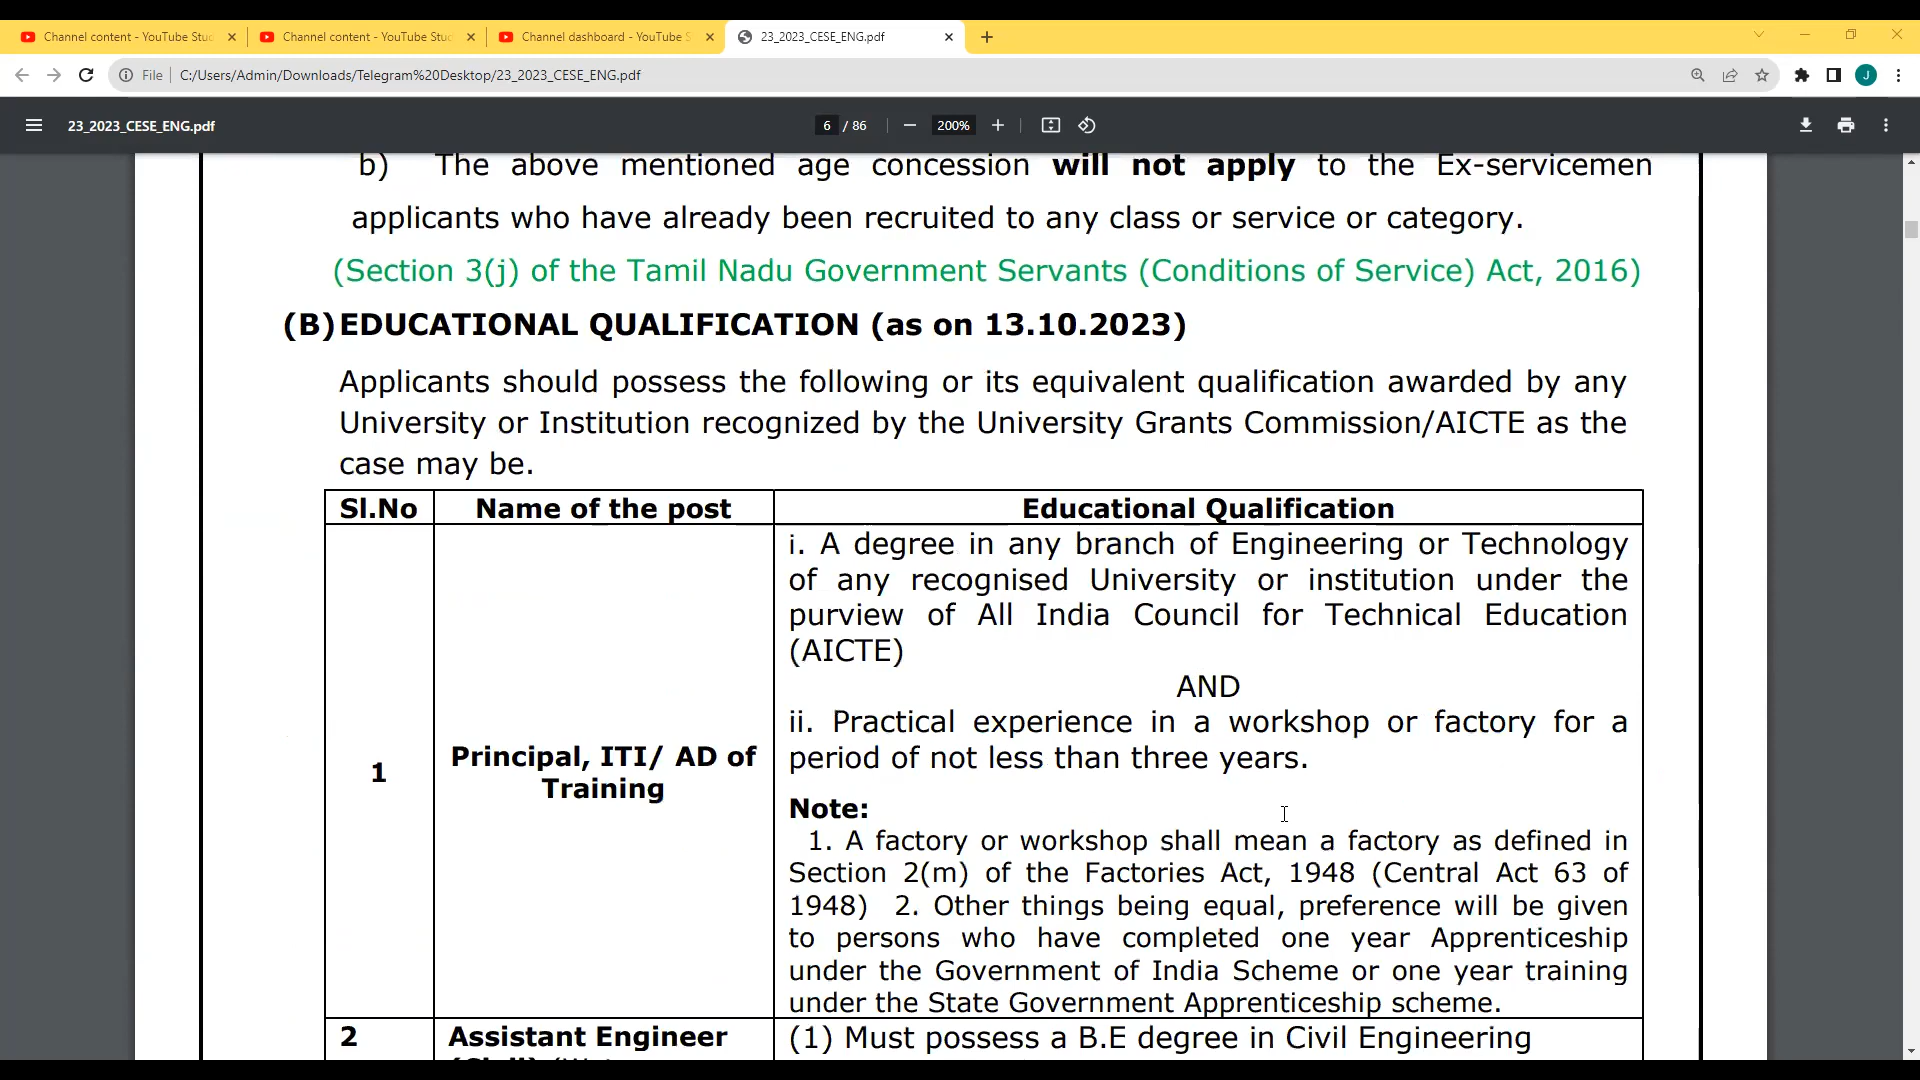 Channel content - YouTube Stu
Channel content - YouTube Stu
Channel dashboard - YouTube S
23_2023_CESE_ENG.pdf
File
C:/Users/Admin/Downloads/Telegram%20Desktop/23_2023_CESE_ENG.pdf
J
23_2023_CESE_ENG.pdf
6 / 86
200%
b) The above mentioned age concession will not apply to the Ex-servicemen
applicants who have already been recruited to any class or service or category.
(Section 3(j) of the Tamil Nadu Government Servants (Conditions of Service) Act, 2016)
(B) EDUCATIONAL QUALIFICATION (as on 13.10.2023)
Applicants should possess the following or its equivalent qualification awarded by any
University or Institution recognized by the University Grants Commission/AICTE as the
case may be.
Sl.No Name of the post Educational Qualification
1
Principal, ITI/ AD of
Training
i. A degree in any branch of Engineering or Technology
of any recognised University or institution under the
purview of All India Council for Technical Education
(AICTE)
AND
ii. Practical experience in a workshop or factory for a
period of not less than three years.
Note:
1. A factory or workshop shall mean a factory as defined in
Section 2(m) of the Factories Act, 1948 (Central Act 63 of
1948) 2. Other things being equal, preference will be given
to persons who have completed one year Apprenticeship
under the Government of India Scheme or one year training
under the State Government Apprenticeship scheme.
2
Assistant Engineer
(1) Must possess a B.E degree in Civil Engineering